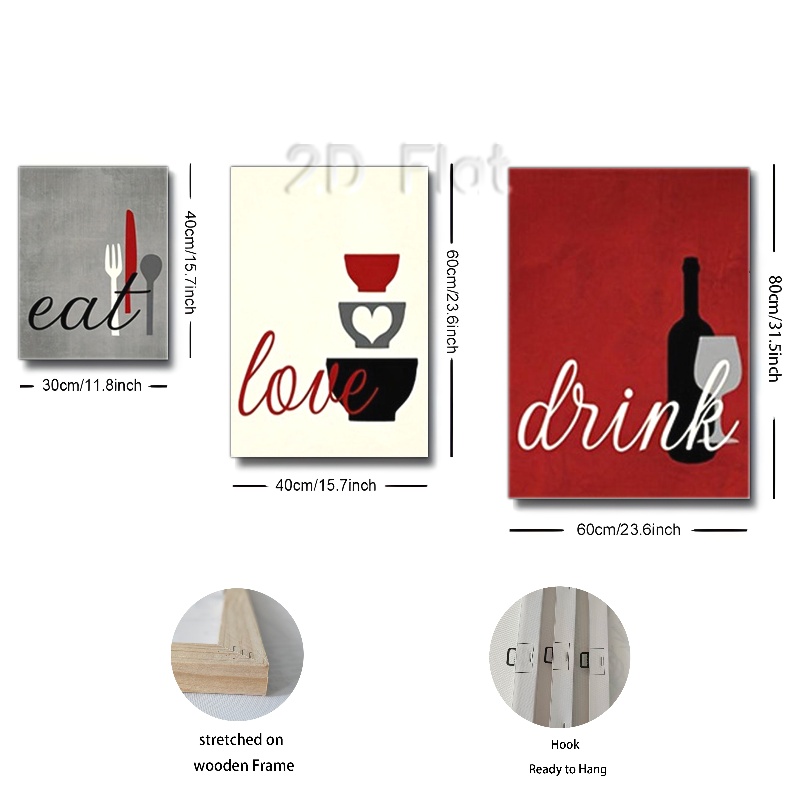 2D Flat
eat
40cm/15.7inch
30cm/11.8inch
love
60cm/23.6inch
40cm/15.7inch
drink
80cm/31.5inch
60cm/23.6inch
stretched on
wooden Frame
Hook
Ready to Hang